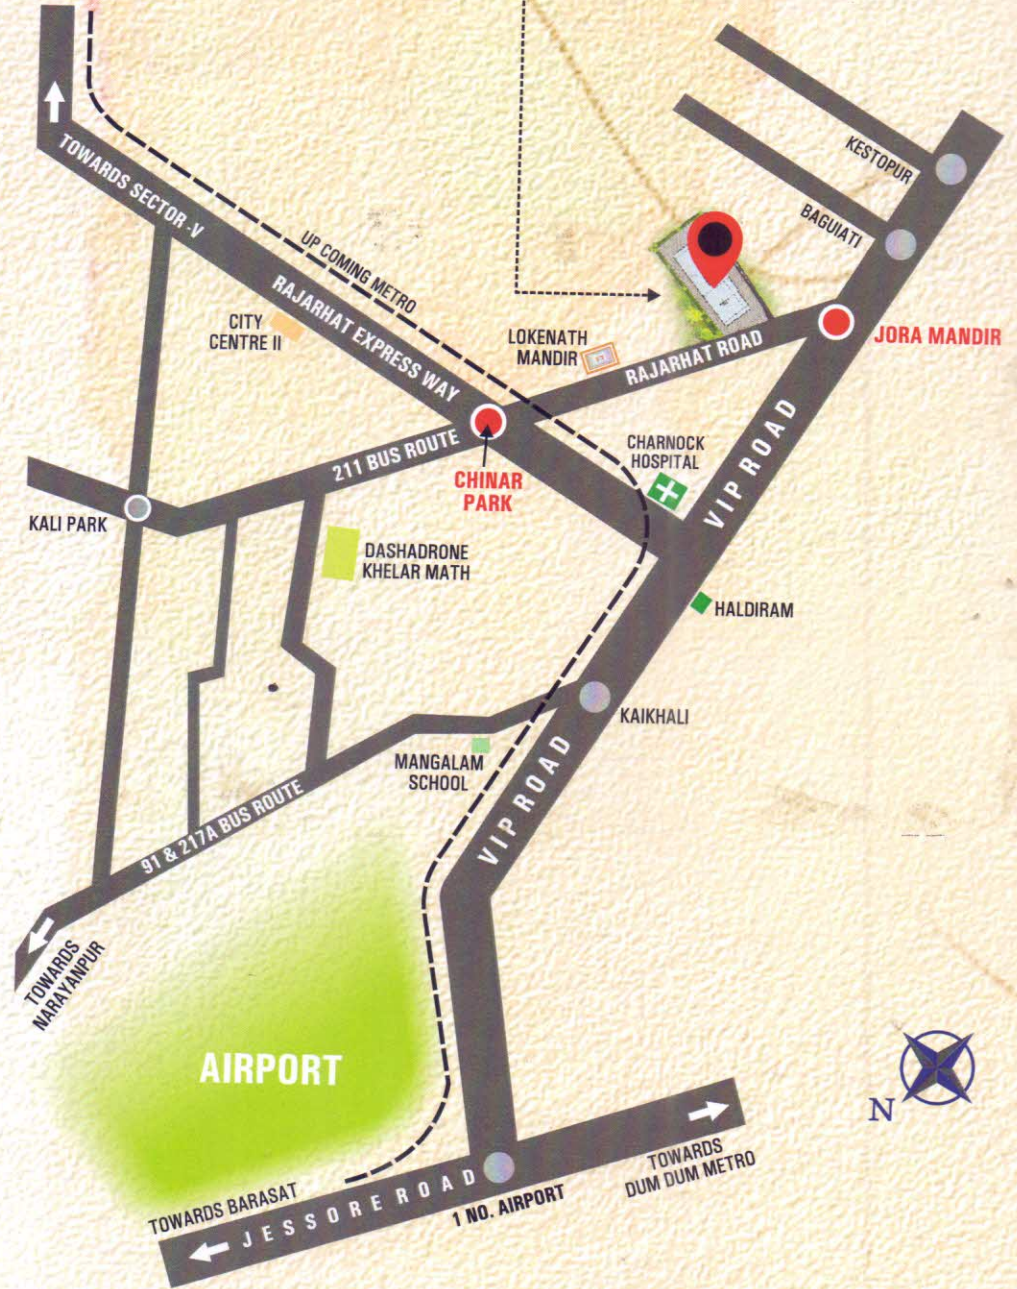 KESTOPUR
TOWARDS SECTOR -V
BAGUIATI
UP COMING METRO
RAJARHAT EXPRESS WAY
CITY
CENTRE II
LOKENATH
MANDIR
RAJARHAT ROAD
JORA MANDIR
211 BUS ROUTE
CHINAR
PARK
CHARNOCK
HOSPITAL
VIP ROAD
KALI PARK
DASHADRONE
KHELAR MATH
HALDIRAM
KAIKHALI
MANGALAM
SCHOOL
VIP ROAD
91 & 217A BUS ROUTE
TOWARDS
NARAYANPUR
AIRPORT
N
TOWARDS BARASAT
JESSORE ROAD
1 NO. AIRPORT
TOWARDS
DUM DUM METRO